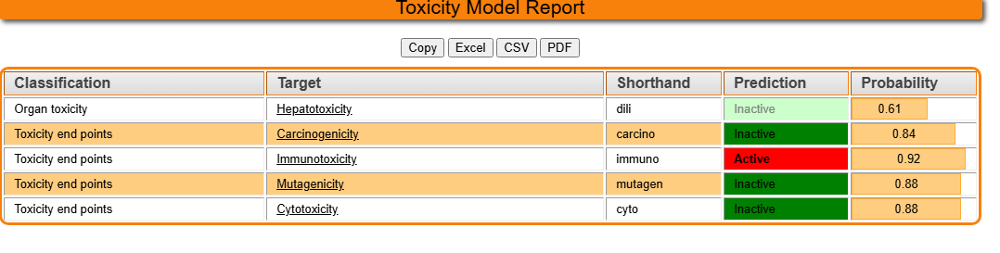 Toxicity Model Report
Copy Excel CSV PDF
Classification Target Shorthand Prediction Probability
Organ toxicity Hepatotoxicity dili Inactive 0.61
Toxicity end points Carcinogenicity carcino Inactive 0.84
Toxicity end points Immunotoxicity immuno Active 0.92
Toxicity end points Mutagenicity mutagen Inactive 0.88
Toxicity end points Cytotoxicity cyto Inactive 0.88